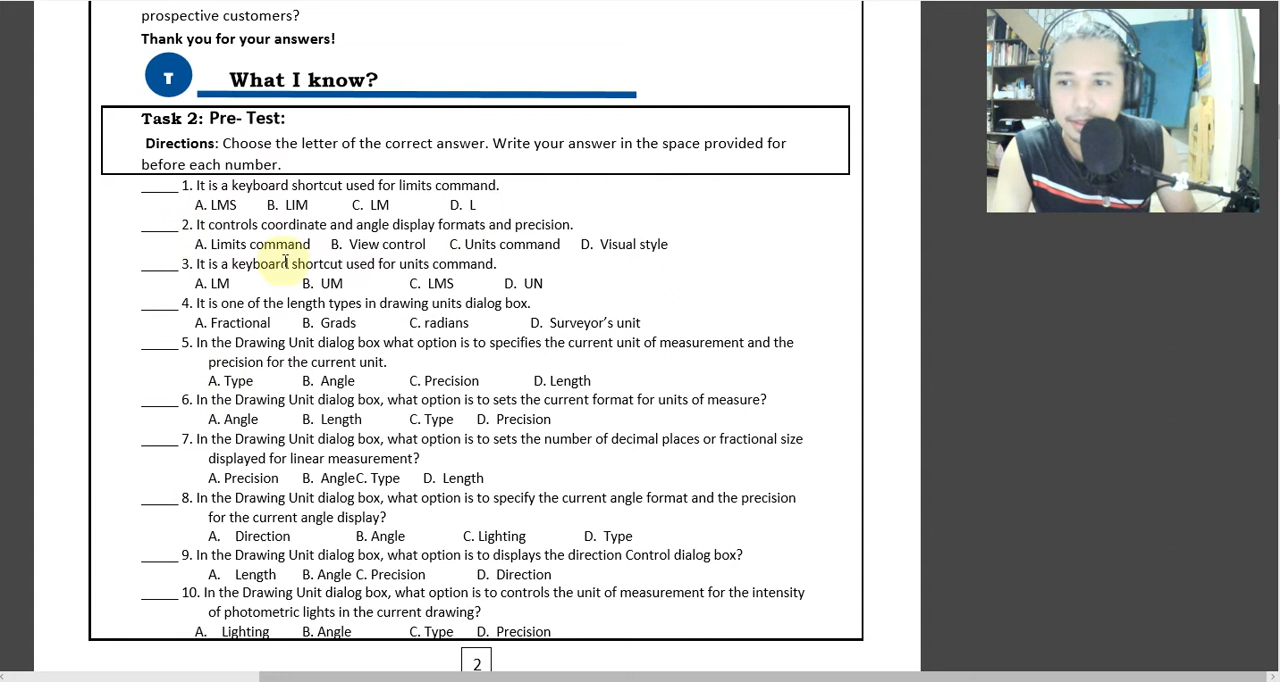 prospective customers?
Thank you for your answers!
T What I know?
Task 2: Pre- Test:
Directions: Choose the letter of the correct answer. Write your answer in the space provided for
before each number.
_____ 1. It is a keyboard shortcut used for limits command.
A. LMS B. LIM C. LM D. L
_____ 2. It controls coordinate and angle display formats and precision.
A. Limits command B. View control C. Units command D. Visual style
_____ 3. It is a keyboard shortcut used for units command.
A. LM B. UM C. LMS D. UN
_____ 4. It is one of the length types in drawing units dialog box.
A. Fractional B. Grads C. radians D. Surveyor's unit
_____ 5. In the Drawing Unit dialog box what option is to specifies the current unit of measurement and the
precision for the current unit.
A. Type B. Angle C. Precision D. Length
_____ 6. In the Drawing Unit dialog box, what option is to sets the current format for units of measure?
A. Angle B. Length C. Type D. Precision
_____ 7. In the Drawing Unit dialog box, what option is to sets the number of decimal places or fractional size
displayed for linear measurement?
A. Precision B. AngleC. Type D. Length
_____ 8. In the Drawing Unit dialog box, what option is to specify the current angle format and the precision
for the current angle display?
A. Direction B. Angle C. Lighting D. Type
_____ 9. In the Drawing Unit dialog box, what option is to displays the direction Control dialog box?
A. Length B. Angle C. Precision D. Direction
_____ 10. In the Drawing Unit dialog box, what option is to controls the unit of measurement for the intensity
of photometric lights in the current drawing?
A. Lighting B. Angle C. Type D. Precision
2